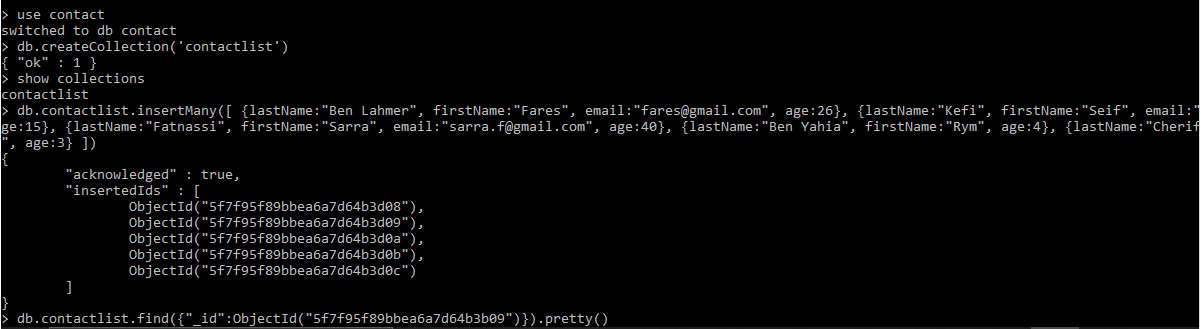 > use contact
switched to db contact
> db.createCollection('contactlist')
{ "ok" : 1 }
> show collections
contactlist
> db.contactlist.insertMany([ {lastName:"Ben Lahmer", firstName:"Fares", email:"fares@gmail.com", age:26}, {lastName:"Kefi", firstName:"Seif", email:"
ge:15}, {lastName:"Fatnassi", firstName:"Sarra", email:"sarra.f@gmail.com", age:40}, {lastName:"Ben Yahia", firstName:"Rym", age:4}, {lastName:"Cherif
", age:3} ])
{
        "acknowledged" : true,
        "insertedIds" : [
                ObjectId("5f7f95f89bbea6a7d64b3d08"),
                ObjectId("5f7f95f89bbea6a7d64b3d09"),
                ObjectId("5f7f95f89bbea6a7d64b3d0a"),
                ObjectId("5f7f95f89bbea6a7d64b3d0b"),
                ObjectId("5f7f95f89bbea6a7d64b3d0c")
        ]
}
> db.contactlist.find({"_id":ObjectId("5f7f95f89bbea6a7d64b3b09")}).pretty()